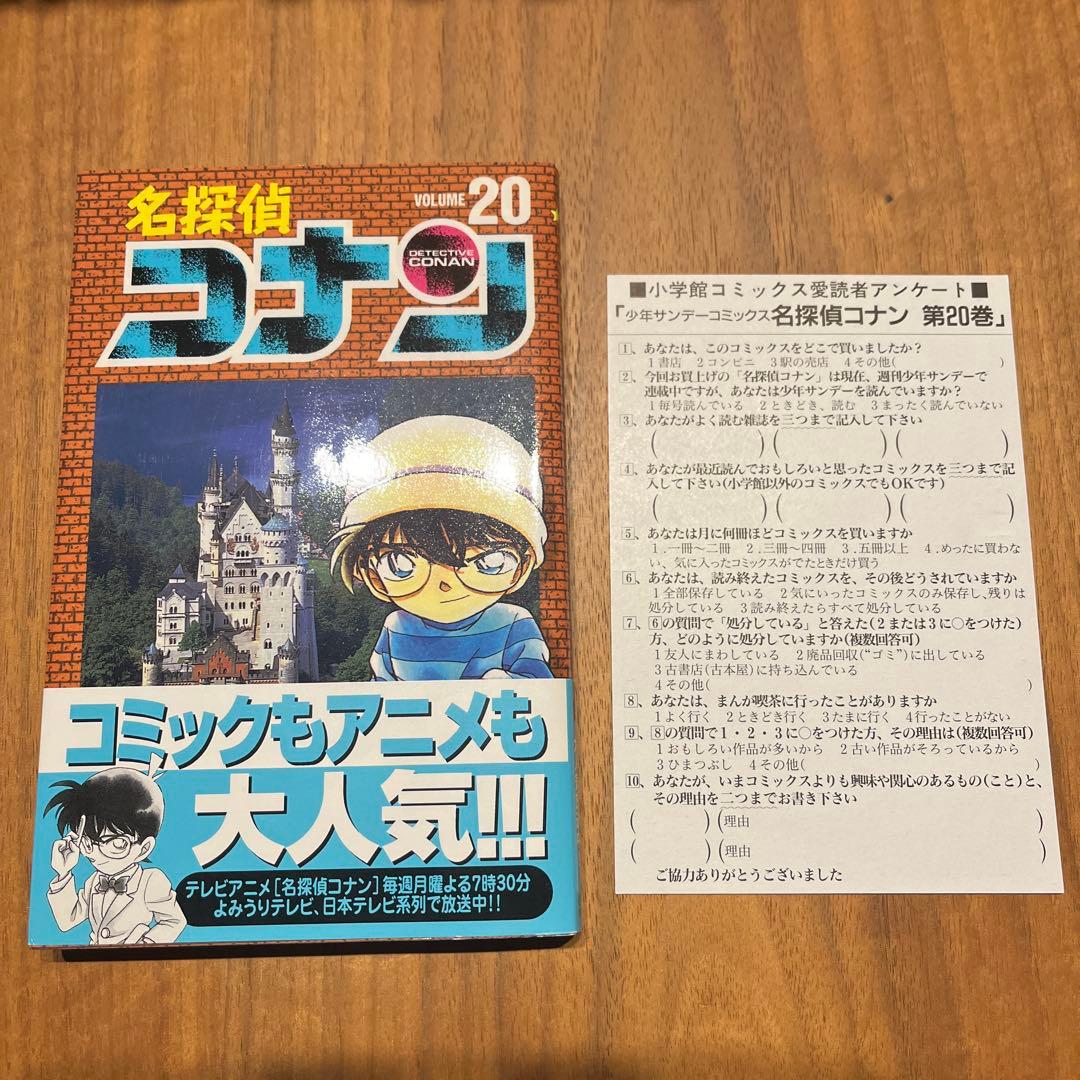 名探偵
VOLUME 20
コナン
DETECTIVE
CONAN
コミックもアニメも
大人気!!!
テレビアニメ[名探偵コナン]毎週月曜よる7時30分
よみうりテレビ、日本テレビ系列で放送中!!
■小学館コミックス愛読者アンケート■
「少年サンデーコミックス名探偵コナン 第20巻」
1、あなたは、このコミックスをどこで買いましたか?
1書店 2コンビニ 3駅の売店 4その他( )
2、今回お買上げの「名探偵コナン」は現在、週刊少年サンデーで
連載中ですが、あなたは少年サンデーを読んでいますか?
1毎号読んでいる 2ときどき、読む 3まったく読んでいない
3、あなたがよく読む雑誌を三つまで記入して下さい
( ) ( ) ( )
4、あなたが最近読んでおもしろいと思ったコミックスを三つまで記
入して下さい(小学館以外のコミックスでもOKです)
( ) ( ) ( )
5、あなたは月に何冊ほどコミックスを買いますか
1.一冊〜二冊 2.三冊〜四冊 3.五冊以上 4.めったに買わな
い、気に入ったコミックスがでたときだけ買う
6、あなたは、読み終えたコミックスを、その後どうされていますか
1全部保存している 2気にいったコミックスのみ保存し、残りは
処分している 3読み終えたらすべて処分している
7、6の質問で「処分している」と答えた(2または3に○をつけた)
方、どのように処分していますか(複数回答可)
1友人にまわしている 2廃品回収("ゴミ")に出している
3古書店(古本屋)に持ち込んでいる
4その他( )
8、あなたは、まんが喫茶に行ったことがありますか
1よく行く 2ときどき行く 3たまに行く 4行ったことがない
9、8の質問で1・2・3に○をつけた方、その理由は(複数回答可)
1おもしろい作品が多いから 2古い作品がそろっているから
3ひまつぶし 4その他( )
10、あなたが、いまコミックスよりも興味や関心のあるもの(こと)と、
その理由を二つまでお書き下さい
( ) (理由 )
( ) (理由 )
ご協力ありがとうございました